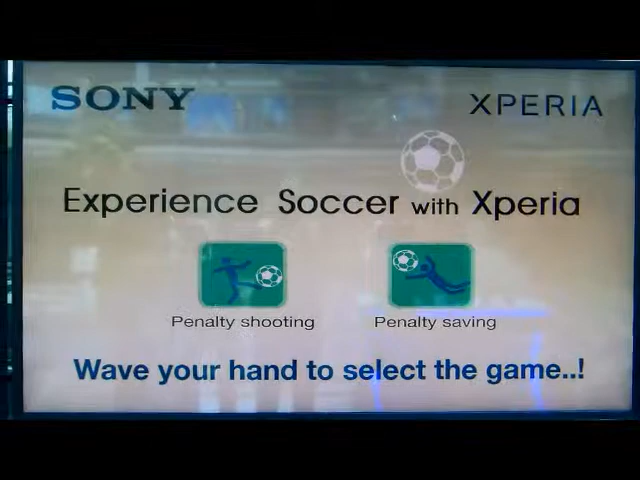 SONY
XPERIA
Experience Soccer with Xperia
Penalty shooting
Penalty saving
Wave your hand to select the game..!